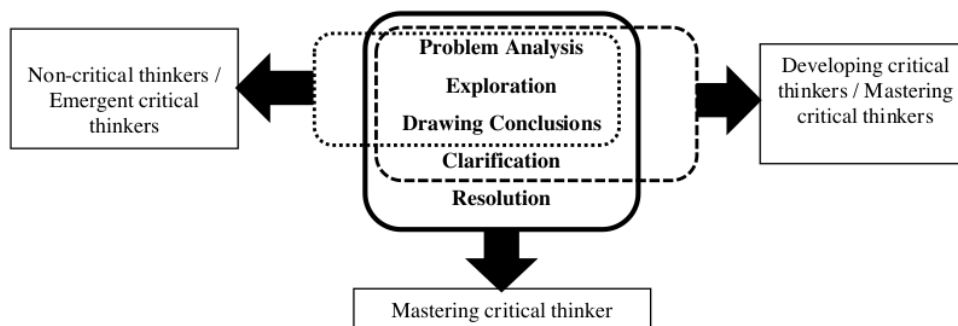 Non-critical thinkers /
Emergent critical
thinkers
Problem Analysis
Exploration
Drawing Conclusions
Clarification
Resolution
Developing critical
thinkers / Mastering
critical thinkers
Mastering critical thinker